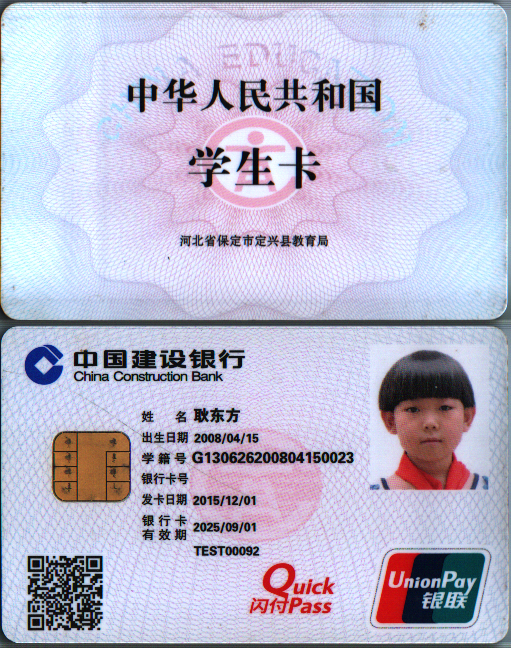 中华人民共和国
学生卡
河北省保定市定兴县教育局
中国建设银行
China Construction Bank
姓 名 耿东方
出生日期 2008/04/15
学籍号 G130626200804150023
银行卡号
发卡日期 2015/12/01
银行卡
有效期 2025/09/01
TEST00092
Quick
闪付Pass
UnionPay
银联